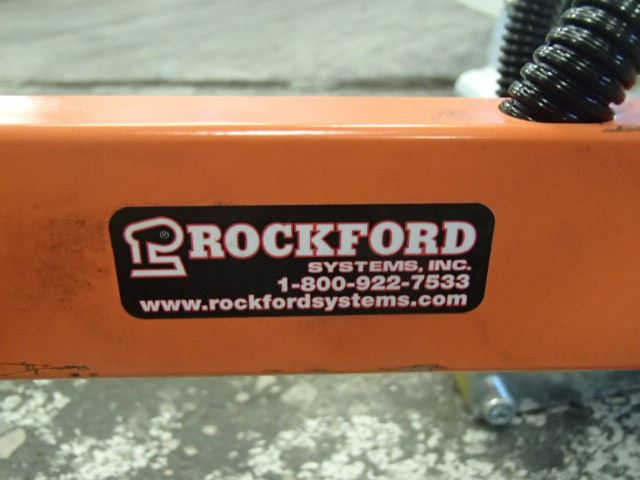 ROCKFORD
SYSTEMS, INC.
1-800-922-7533
www.rockfordsystems.com